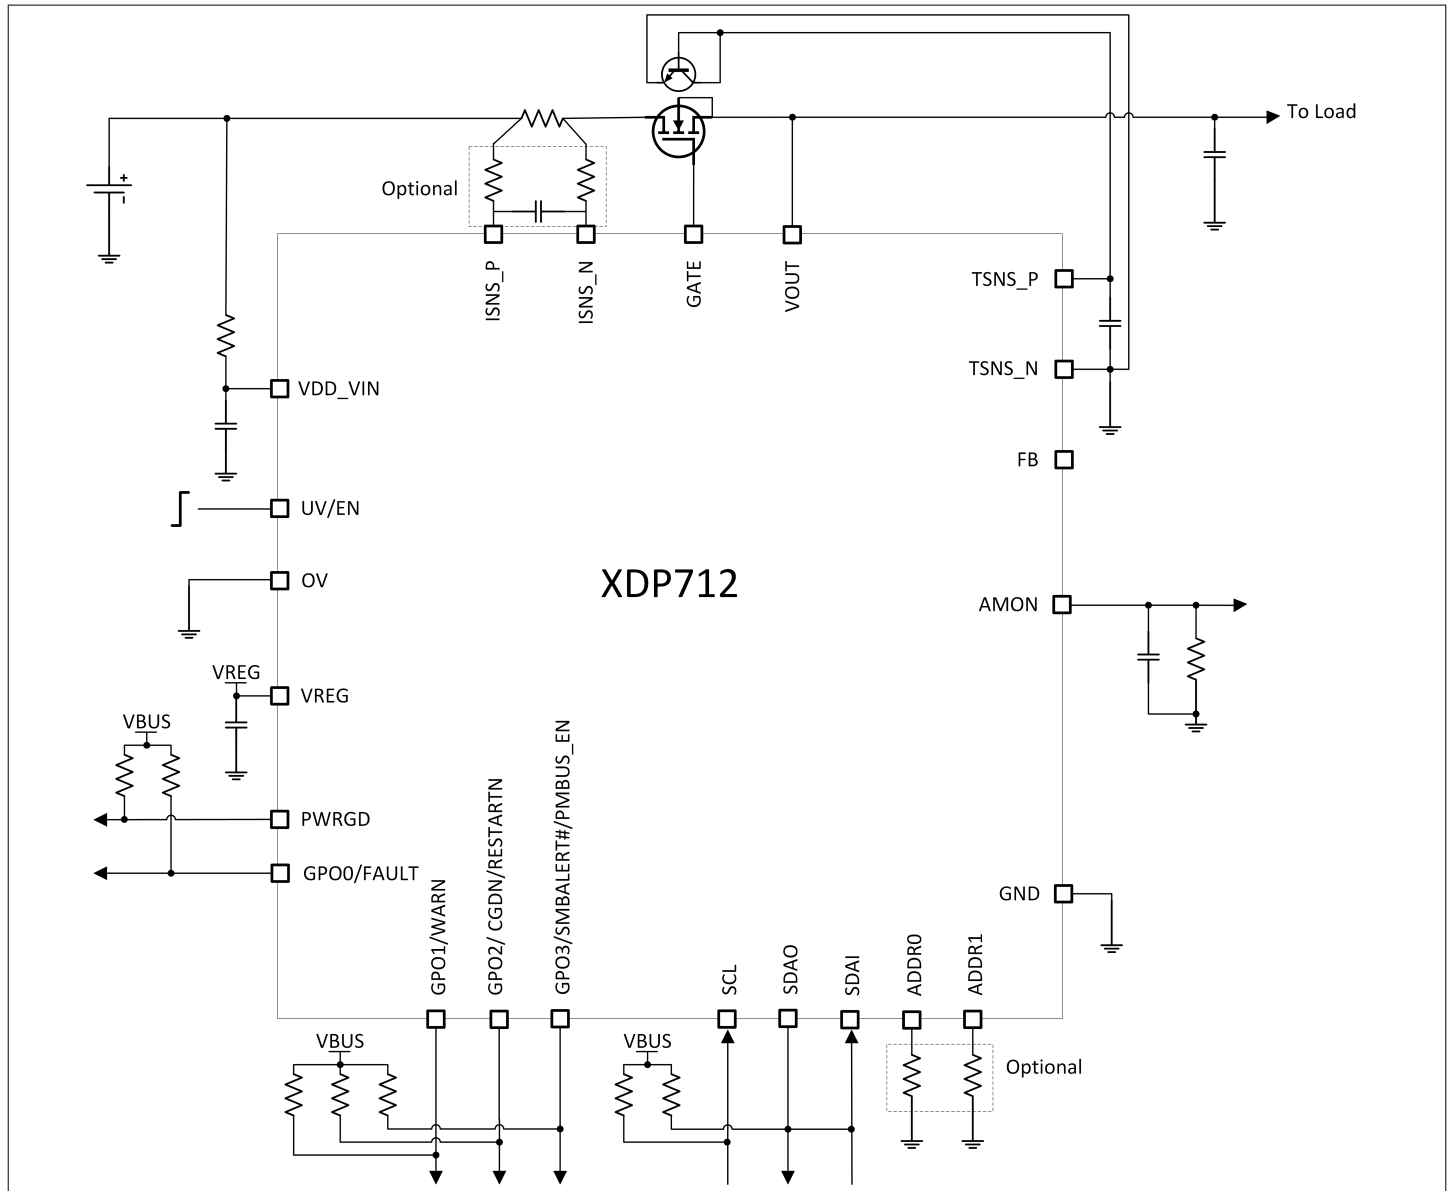 To Load
+
Optional
ISNS_P
ISNS_N
GATE
VOUT
TSNS_P
TSNS_N
VDD_VIN
FB
UV/EN
OV
XDP712
AMON
VREG
VREG
VBUS
PWRGD
GPO0/FAULT
GND
GPO1/WARN
GPO2/ CGDN/RESTARTN
GPO3/SMBALERT#/PMBUS_EN
SCL
SDAO
SDAI
ADDR0
ADDR1
VBUS
VBUS
Optional